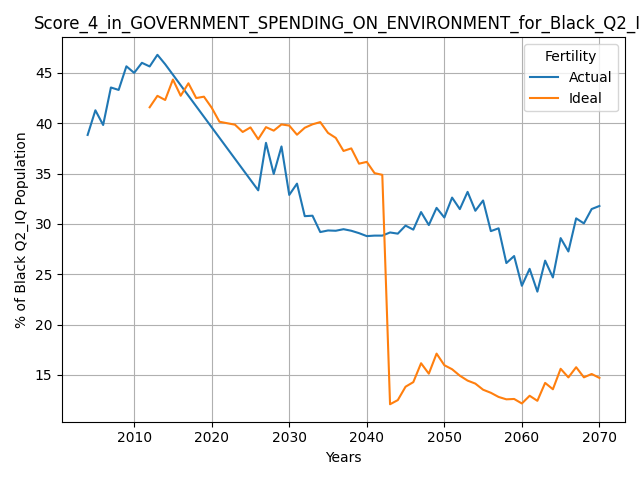 Score_4_in_GOVERNMENT_SPENDING_ON_ENVIRONMENT_for_Black_Q2_I
Fertility
Actual
Ideal
% of Black Q2_IQ Population
45
40
35
30
25
20
15
2010
2020
2030
2040
2050
2060
2070
Years